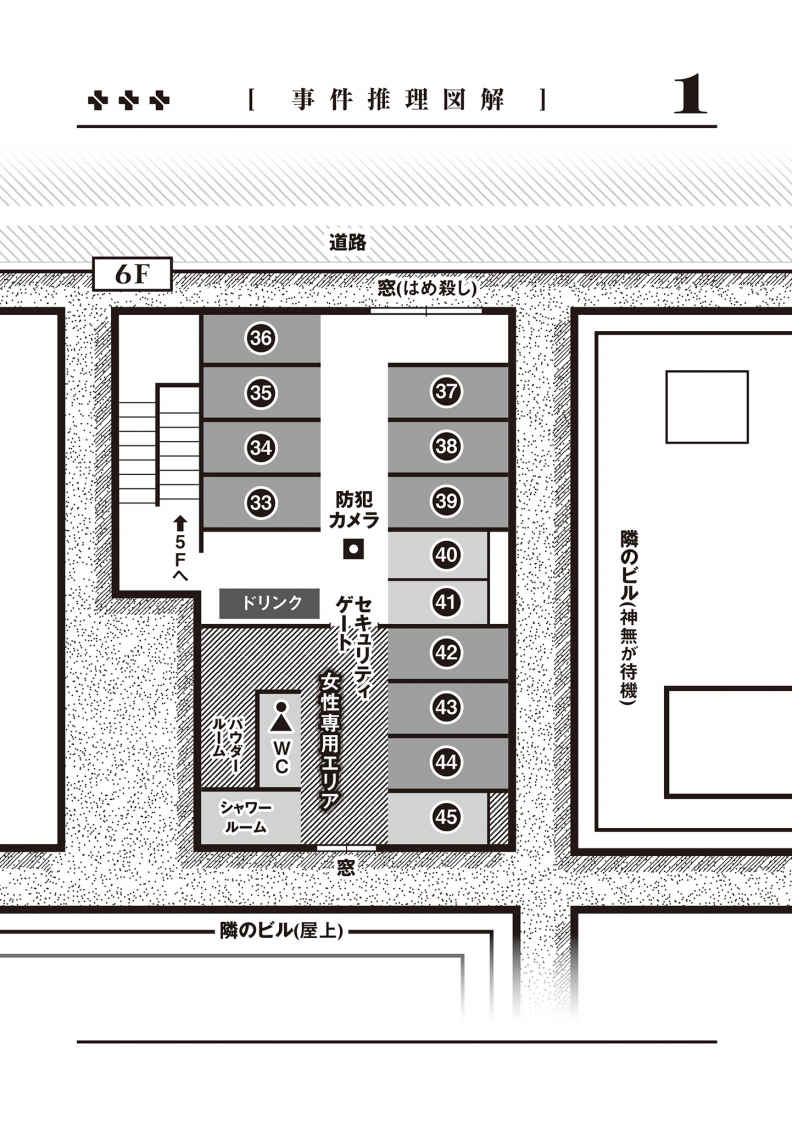 [ 事件推理図解 ]
1
道路
6F
窓(はめ殺し)
36
35
34
33
37
38
39
防犯
カメラ
40
41
5Fへ
ドリンク
セキュリティ
ゲート
42
43
44
45
女性専用エリア
パウダー
ルーム
WC
シャワー
ルーム
窓
隣のビル(神無が待機)
隣のビル(屋上)